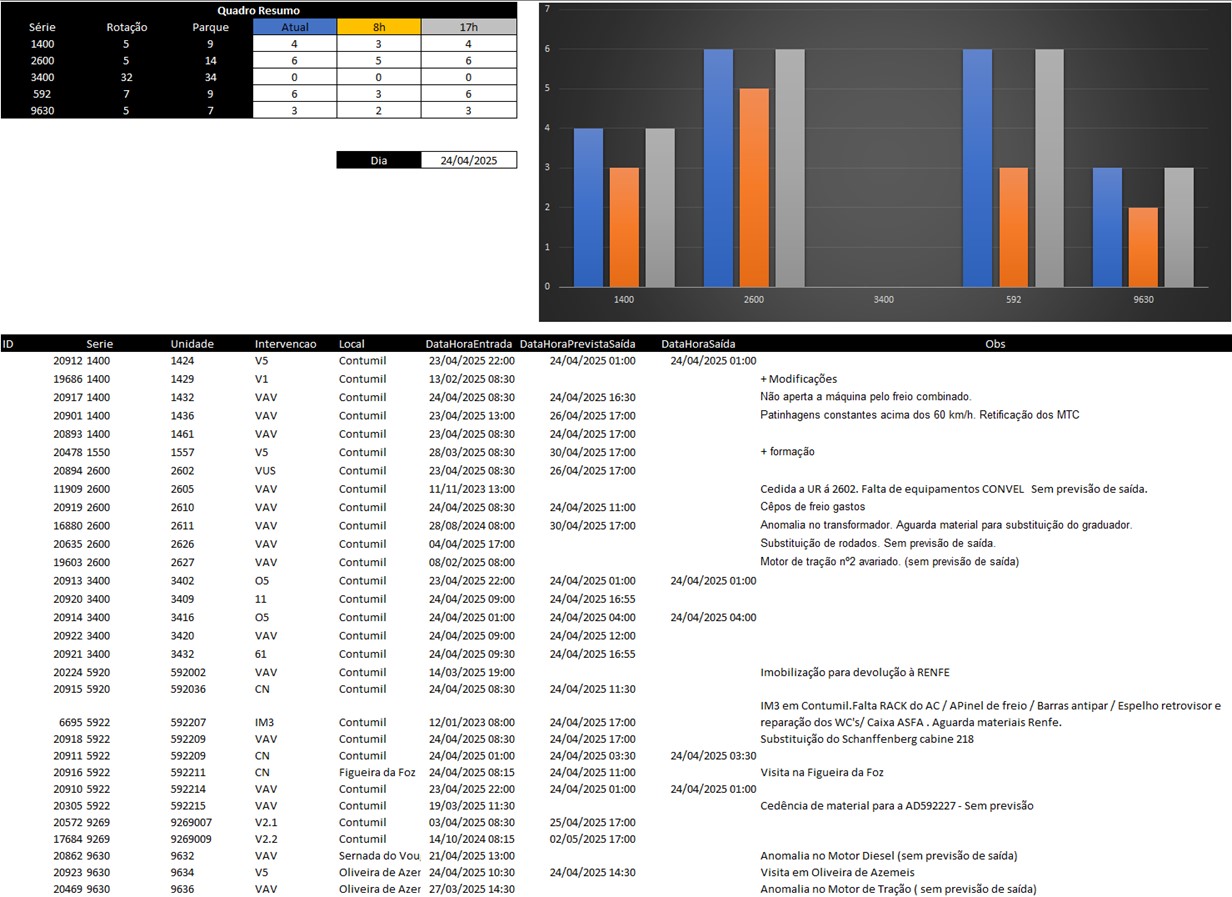 Quadro Resumo
Série Rotação Parque Atual 8h 17h
1400 5 9 4 3 4
2600 5 14 6 5 6
3400 32 34 0 0 0
592 7 9 6 3 6
9630 5 7 3 2 3
Dia 24/04/2025
7
6
5
4
3
2
1
0
1400 2600 3400 592 9630
ID Serie Unidade Intervencao Local DataHoraEntrada DataHoraPrevistaSaída DataHoraSaída Obs
20912 1400 1424 V5 Contumil 23/04/2025 22:00 24/04/2025 01:00 24/04/2025 01:00
19686 1400 1429 V1 Contumil 13/02/2025 08:30 + Modificações
20917 1400 1432 VAV Contumil 24/04/2025 08:30 24/04/2025 16:30 Não aperta a máquina pelo freio combinado.
20901 1400 1436 VAV Contumil 23/04/2025 13:00 26/04/2025 17:00 Patinhagens constantes acima dos 60 km/h. Retificação dos MTC
20893 1400 1461 VAV Contumil 23/04/2025 08:30 24/04/2025 17:00
20478 1550 1557 V5 Contumil 28/03/2025 08:30 30/04/2025 17:00 + formação
20894 2600 2602 VUS Contumil 23/04/2025 08:30 26/04/2025 17:00
11909 2600 2605 VAV Contumil 11/11/2023 13:00 Cedida a UR á 2602. Falta de equipamentos CONVEL Sem previsão de saída.
20919 2600 2610 VAV Contumil 24/04/2025 08:30 24/04/2025 11:00 Cêpos de freio gastos
16880 2600 2611 VAV Contumil 28/08/2024 08:00 30/04/2025 17:00 Anomalia no transformador. Aguarda material para substituição do graduador.
20635 2600 2626 VAV Contumil 04/04/2025 17:00 Substituição de rodados. Sem previsão de saída.
19603 2600 2627 VAV Contumil 08/02/2025 08:00 Motor de tração nº2 avariado. (sem previsão de saída)
20913 3400 3402 O5 Contumil 23/04/2025 22:00 24/04/2025 01:00 24/04/2025 01:00
20920 3400 3409 11 Contumil 24/04/2025 09:00 24/04/2025 16:55
20914 3400 3416 O5 Contumil 24/04/2025 01:00 24/04/2025 04:00 24/04/2025 04:00
20922 3400 3420 VAV Contumil 24/04/2025 09:00 24/04/2025 12:00
20921 3400 3432 61 Contumil 24/04/2025 09:30 24/04/2025 16:55
20224 5920 592002 VAV Contumil 14/03/2025 19:00 Imobilização para devolução à RENFE
20915 5920 592036 CN Contumil 24/04/2025 08:30 24/04/2025 11:30
IM3 em Contumil.Falta RACK do AC / APinel de freio / Barras antipar / Espelho retrovisor e
6695 5922 592207 IM3 Contumil 12/01/2023 08:00 24/04/2025 17:00 reparação dos WC's/ Caixa ASFA . Aguarda materiais Renfe.
20918 5922 592209 VAV Contumil 24/04/2025 08:30 24/04/2025 17:00 Substituição do Schanffenberg cabine 218
20911 5922 592209 CN Contumil 24/04/2025 01:00 24/04/2025 03:30 24/04/2025 03:30
20916 5922 592211 CN Figueira da Foz 24/04/2025 08:15 24/04/2025 11:00 Visita na Figueira da Foz
20910 5922 592214 VAV Contumil 23/04/2025 22:00 24/04/2025 01:00 24/04/2025 01:00
20305 5922 592215 VAV Contumil 19/03/2025 11:30 Cedência de material para a AD592227 - Sem previsão
20572 9269 9269007 V2.1 Contumil 03/04/2025 08:30 25/04/2025 17:00
17684 9269 9269009 V2.2 Contumil 14/10/2024 08:15 02/05/2025 17:00
20862 9630 9632 VAV Sernada do Vou 21/04/2025 13:00 Anomalia no Motor Diesel (sem previsão de saída)
20923 9630 9634 V5 Oliveira de Azer 24/04/2025 10:30 24/04/2025 14:30 Visita em Oliveira de Azemeis
20469 9630 9636 VAV Oliveira de Azer 27/03/2025 14:30 Anomalia no Motor de Tração ( sem previsão de saída)